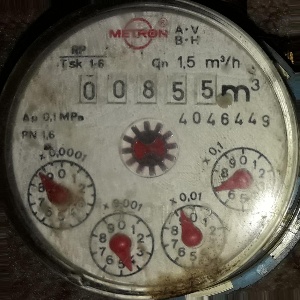 METRON®
A·V
B-H
RP
Tsk 1-6
Qn 1,5 m³/h
00855 m³
Δp 0,1 MPa
PN 1,6
4046449
x 0,0001
x 0,1
x 0,001
x 0,01